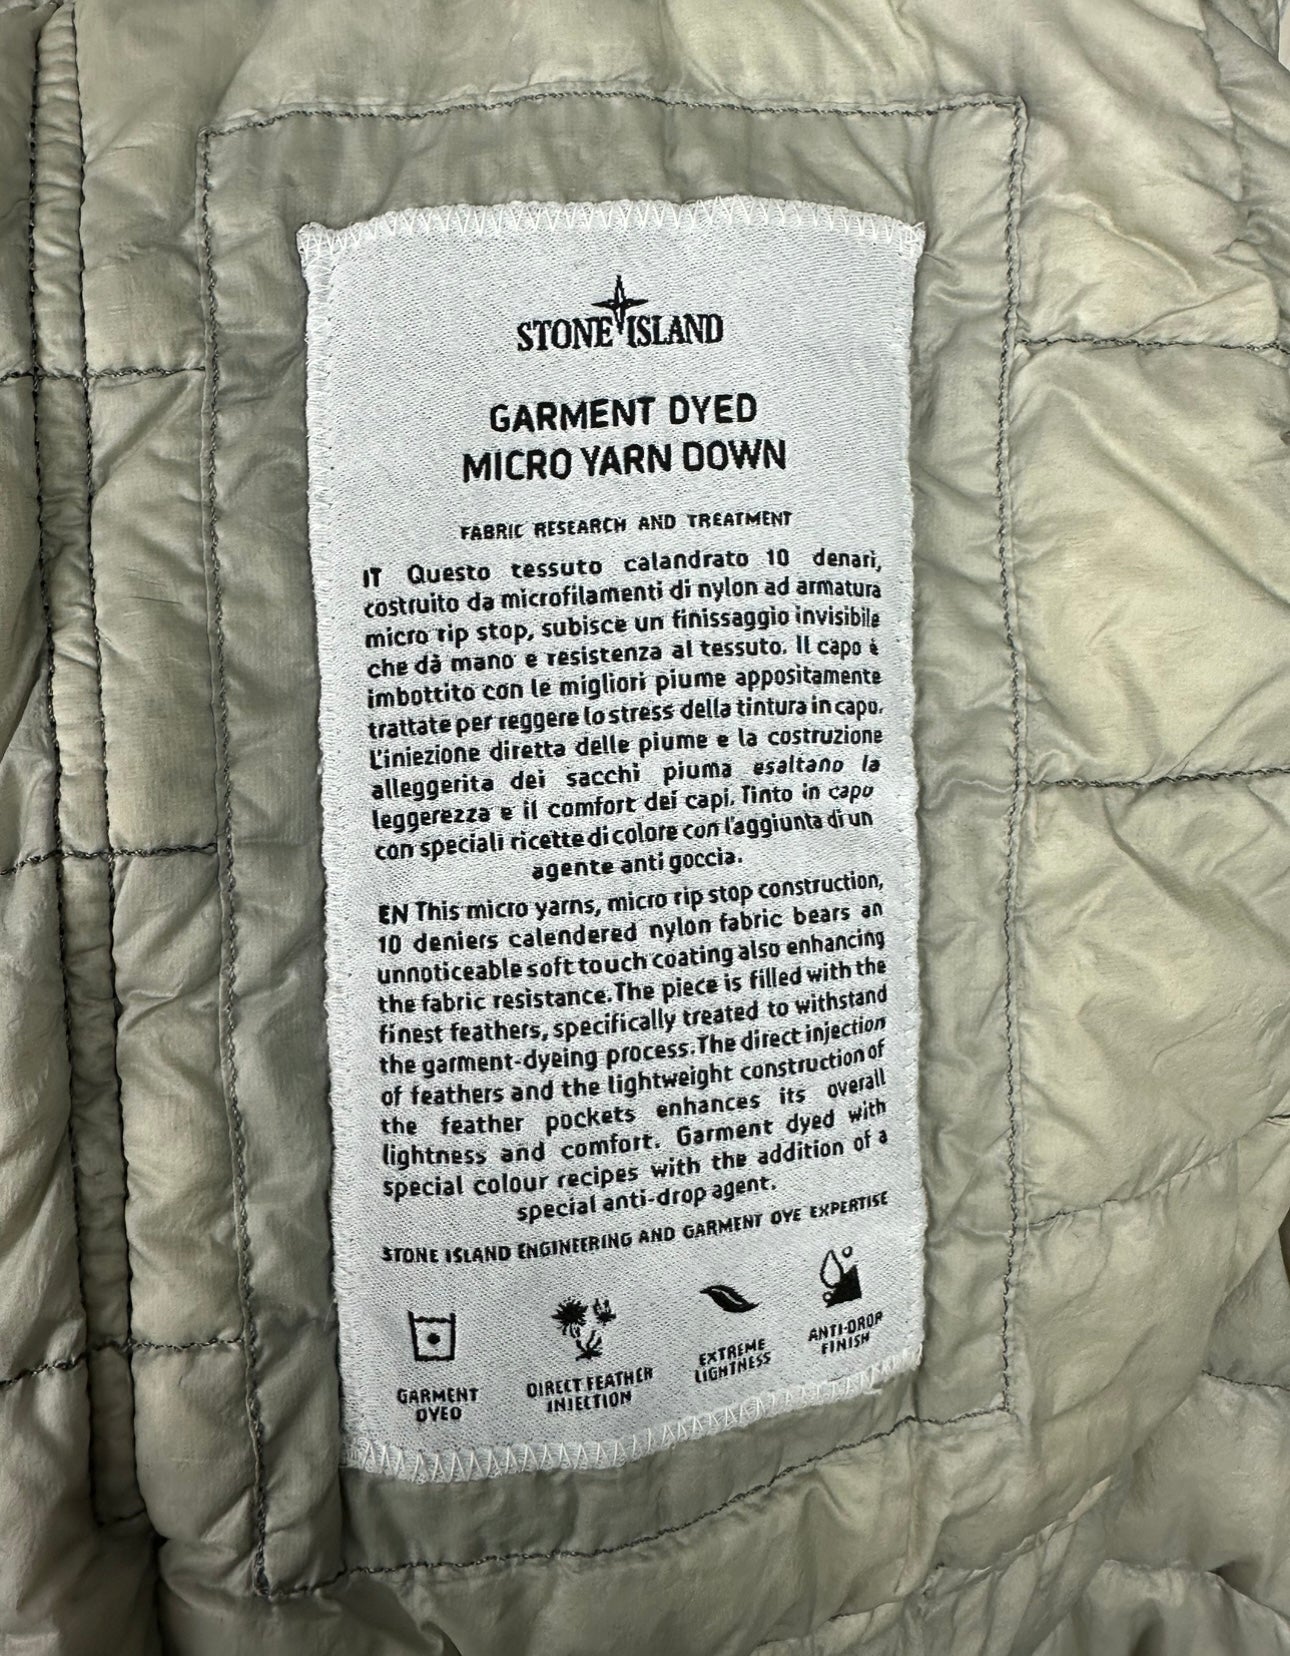 STONE ISLAND
GARMENT DYED
MICRO YARN DOWN
FABRIC RESEARCH AND TREATMENT
IT Questo tessuto calandrato 10 denari,
costruito da microfilamenti di nylon ad armatura
micro rip stop, subisce un finissaggio invisibile
che dà mano e resistenza al tessuto. Il capo è
imbottito con le migliori piume appositamente
trattate per reggere lo stress della tintura in capo.
L'iniezione diretta delle piume e la costruzione
alleggerita dei sacchi piuma esaltano la
leggerezza e il comfort dei capi. Tinto in capo
con speciali ricette di colore con l'aggiunta di un
agente anti goccia.
EN This micro yarns, micro rip stop construction,
10 deniers calendered nylon fabric bears an
unnoticeable soft touch coating also enhancing
the fabric resistance. The piece is filled with the
finest feathers, specifically treated to withstand
the garment-dyeing process. The direct injection
of feathers and the lightweight construction of
the feather pockets enhances its overall
lightness and comfort. Garment dyed with
special colour recipes with the addition of a
special anti-drop agent.
STONE ISLAND ENGINEERING AND GARMENT DYE EXPERTISE
GARMENT
DYED
DIRECT FEATHER
INJECTION
EXTREME
LIGHTNESS
ANTI-DROP
FINISH